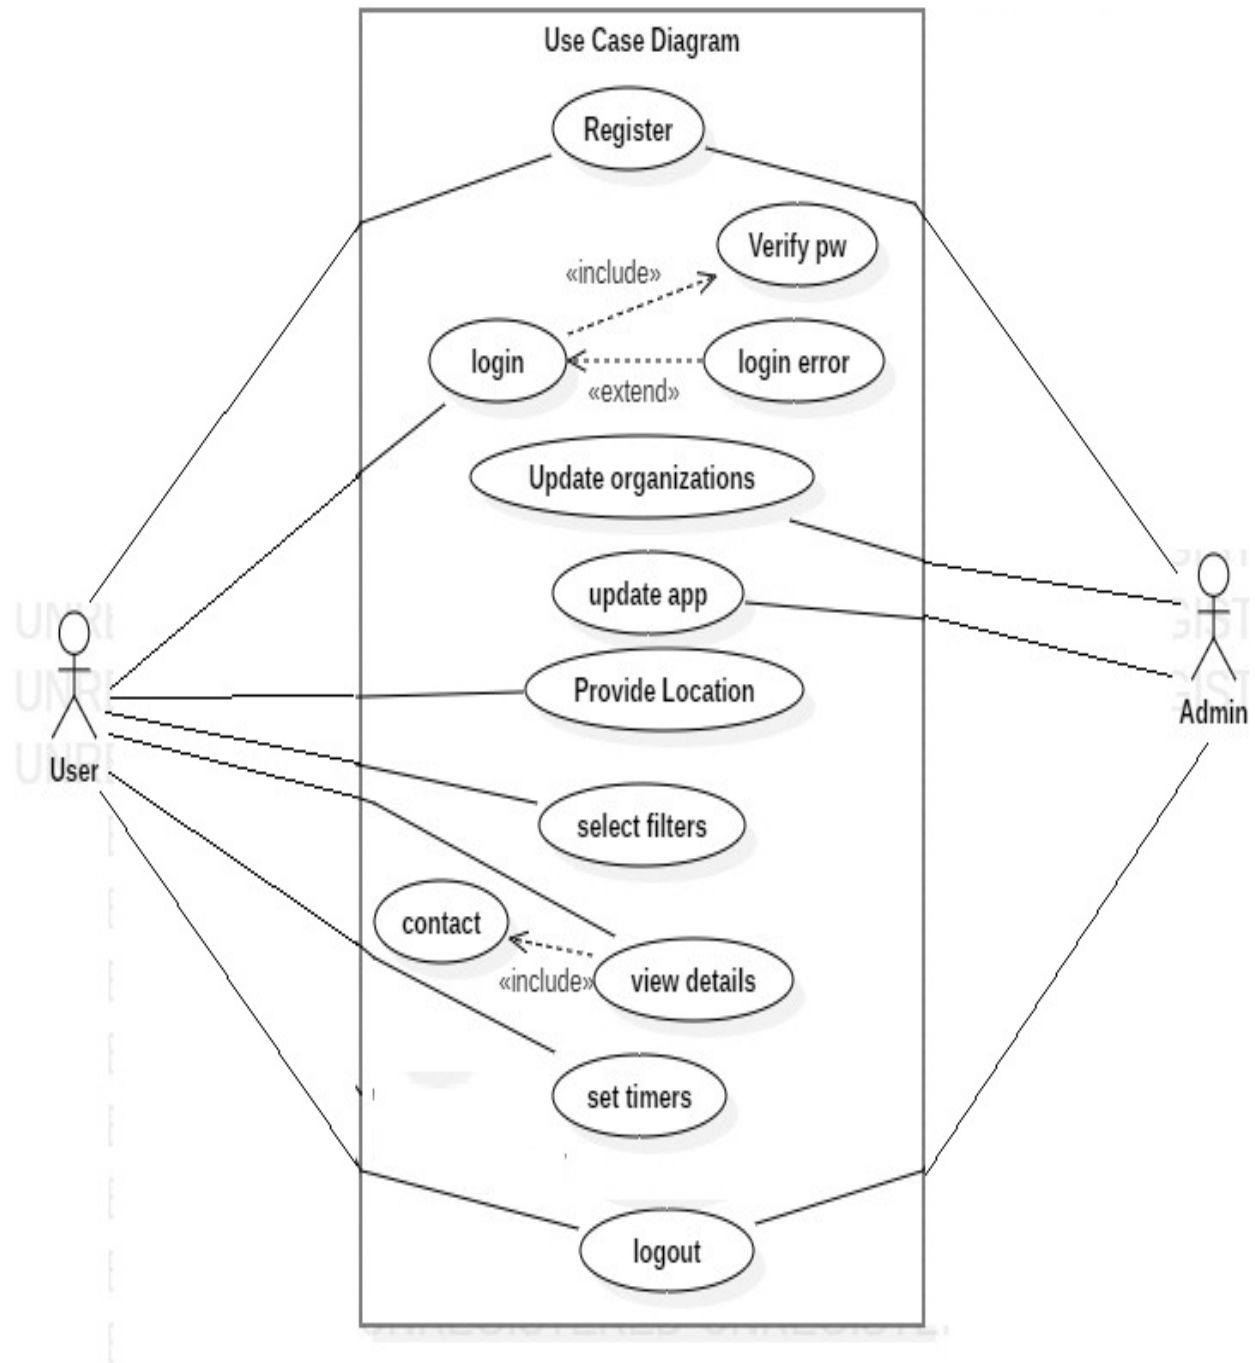 Use Case Diagram
Register
Verify pw
«include»
login
login error
«extend»
Update organizations
update app
Provide Location
User
Admin
select filters
contact
«include»
view details
set timers
logout